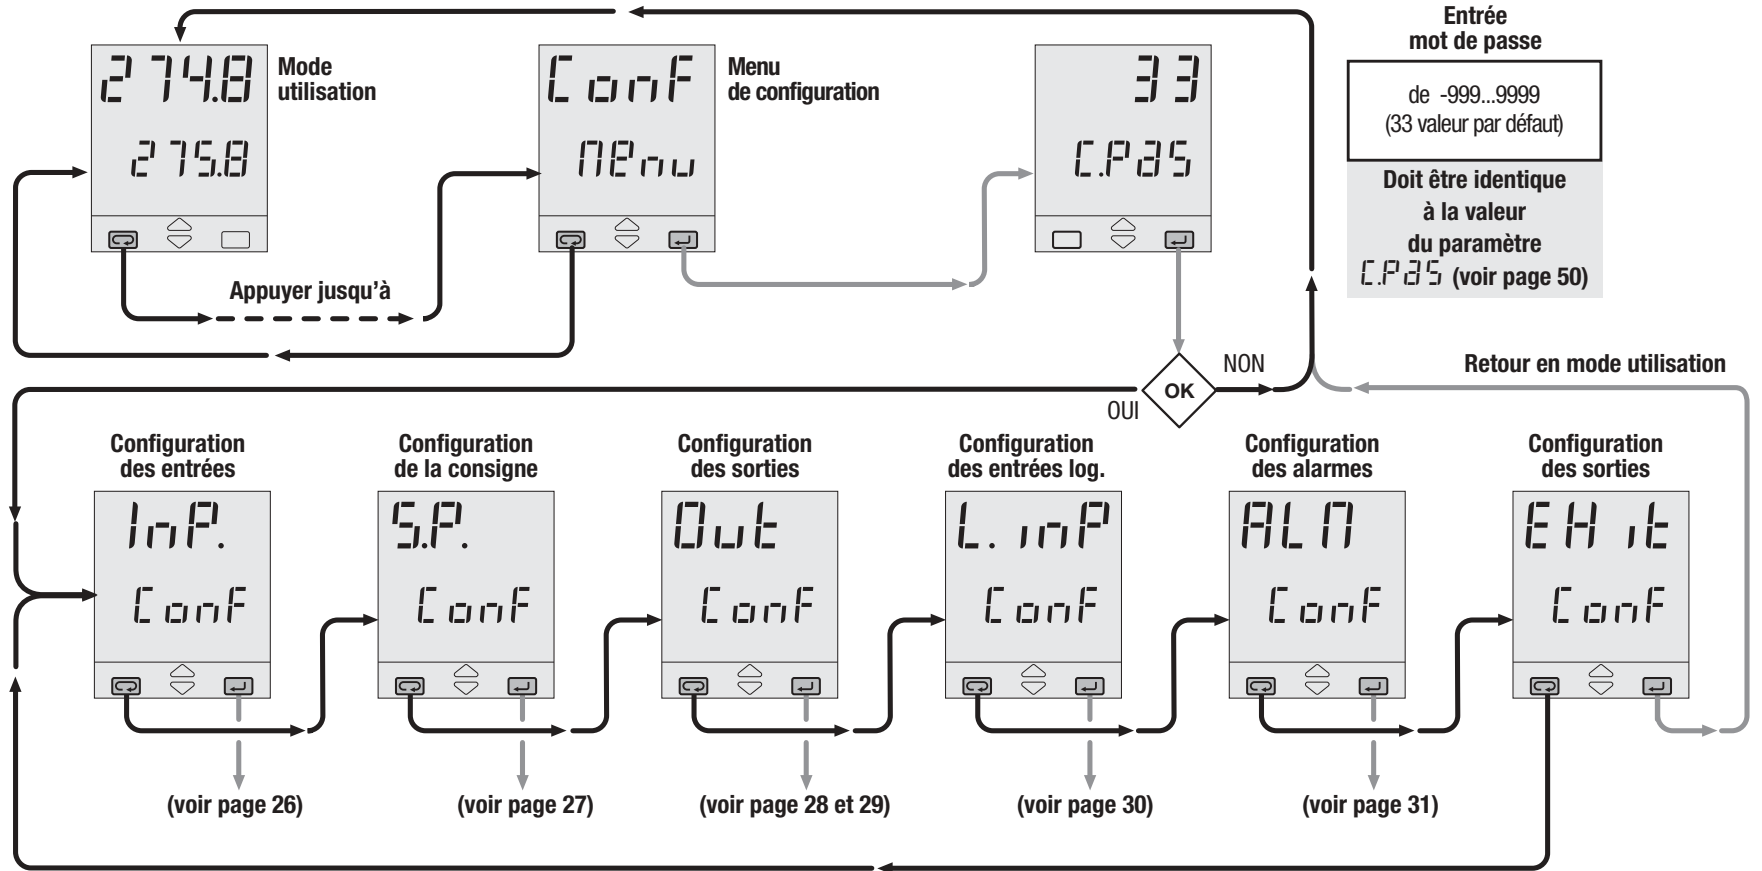 274.8
275.8
Mode
utilisation
ConF
MEnu
Menu
de configuration
33
C.PaS
Entrée
mot de passe
de -999...9999
(33 valeur par défaut)
Doit être identique
à la valeur
du paramètre
C.PaS (voir page 50)
Appuyer jusqu'à
OK
NON
OUI
Retour en mode utilisation
Configuration
des entrées
InP.
ConF
(voir page 26)
Configuration
de la consigne
S.P.
ConF
(voir page 27)
Configuration
des sorties
Out
ConF
(voir page 28 et 29)
Configuration
des entrées log.
L. inP
ConF
(voir page 30)
Configuration
des alarmes
ALM
ConF
(voir page 31)
Configuration
des sorties
EHit
ConF